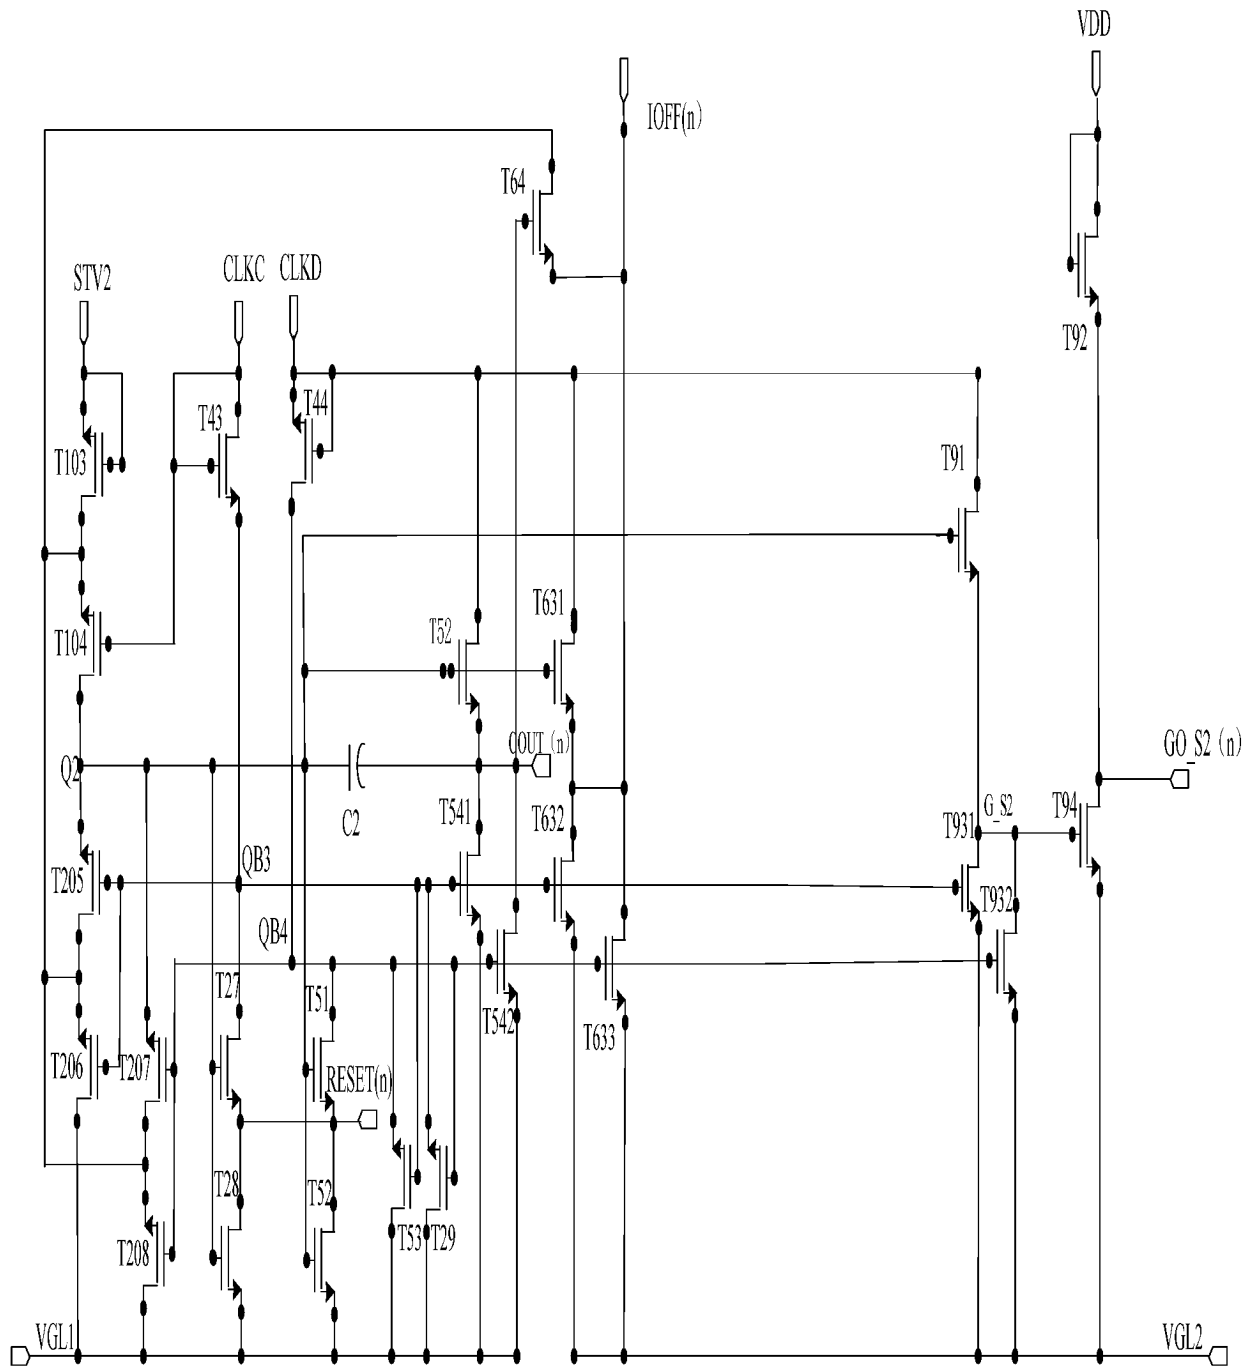 VDD
IOFF(n)
T64
STV2
CLKC
CLKD
T92
T43
T44
T103
T91
T104
T52
T631
Q2
COUT_(n)
GO_S2 (n)
C2
T541
T632
T931
G_S2
T94
T205
QB3
T932
QB4
T27
T51
T542
T633
T206
T207
RESET(n)
T28
T52
T208
T53
T29
VGL1
VGL2